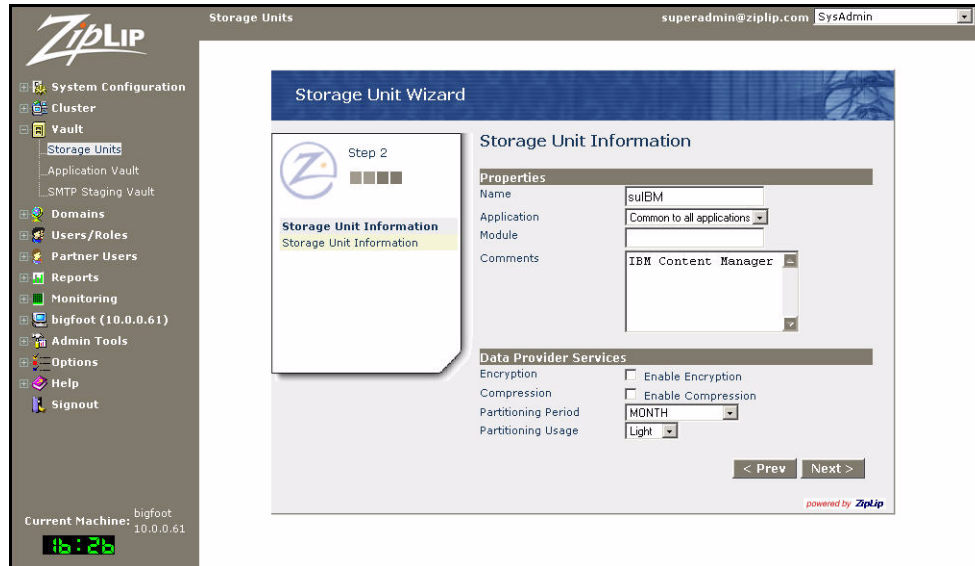 ZipLip
Storage Units
superadmin@ziplip.com
SysAdmin
System Configuration
Cluster
Vault
Storage Units
Application Vault
SMTP Staging Vault
Domains
Users/Roles
Partner Users
Reports
Monitoring
bigfoot (10.0.0.61)
Admin Tools
Options
Help
Signout
Current Machine: bigfoot
10.0.0.61
16:26
Storage Unit Wizard
Step 2
Storage Unit Information
Storage Unit Information
Storage Unit Information
Properties
Name suIBM
Application Common to all applications
Module
Comments IBM Content Manager
Data Provider Services
Encryption Enable Encryption
Compression Enable Compression
Partitioning Period MONTH
Partitioning Usage Light
< Prev Next >
powered by ZipLip